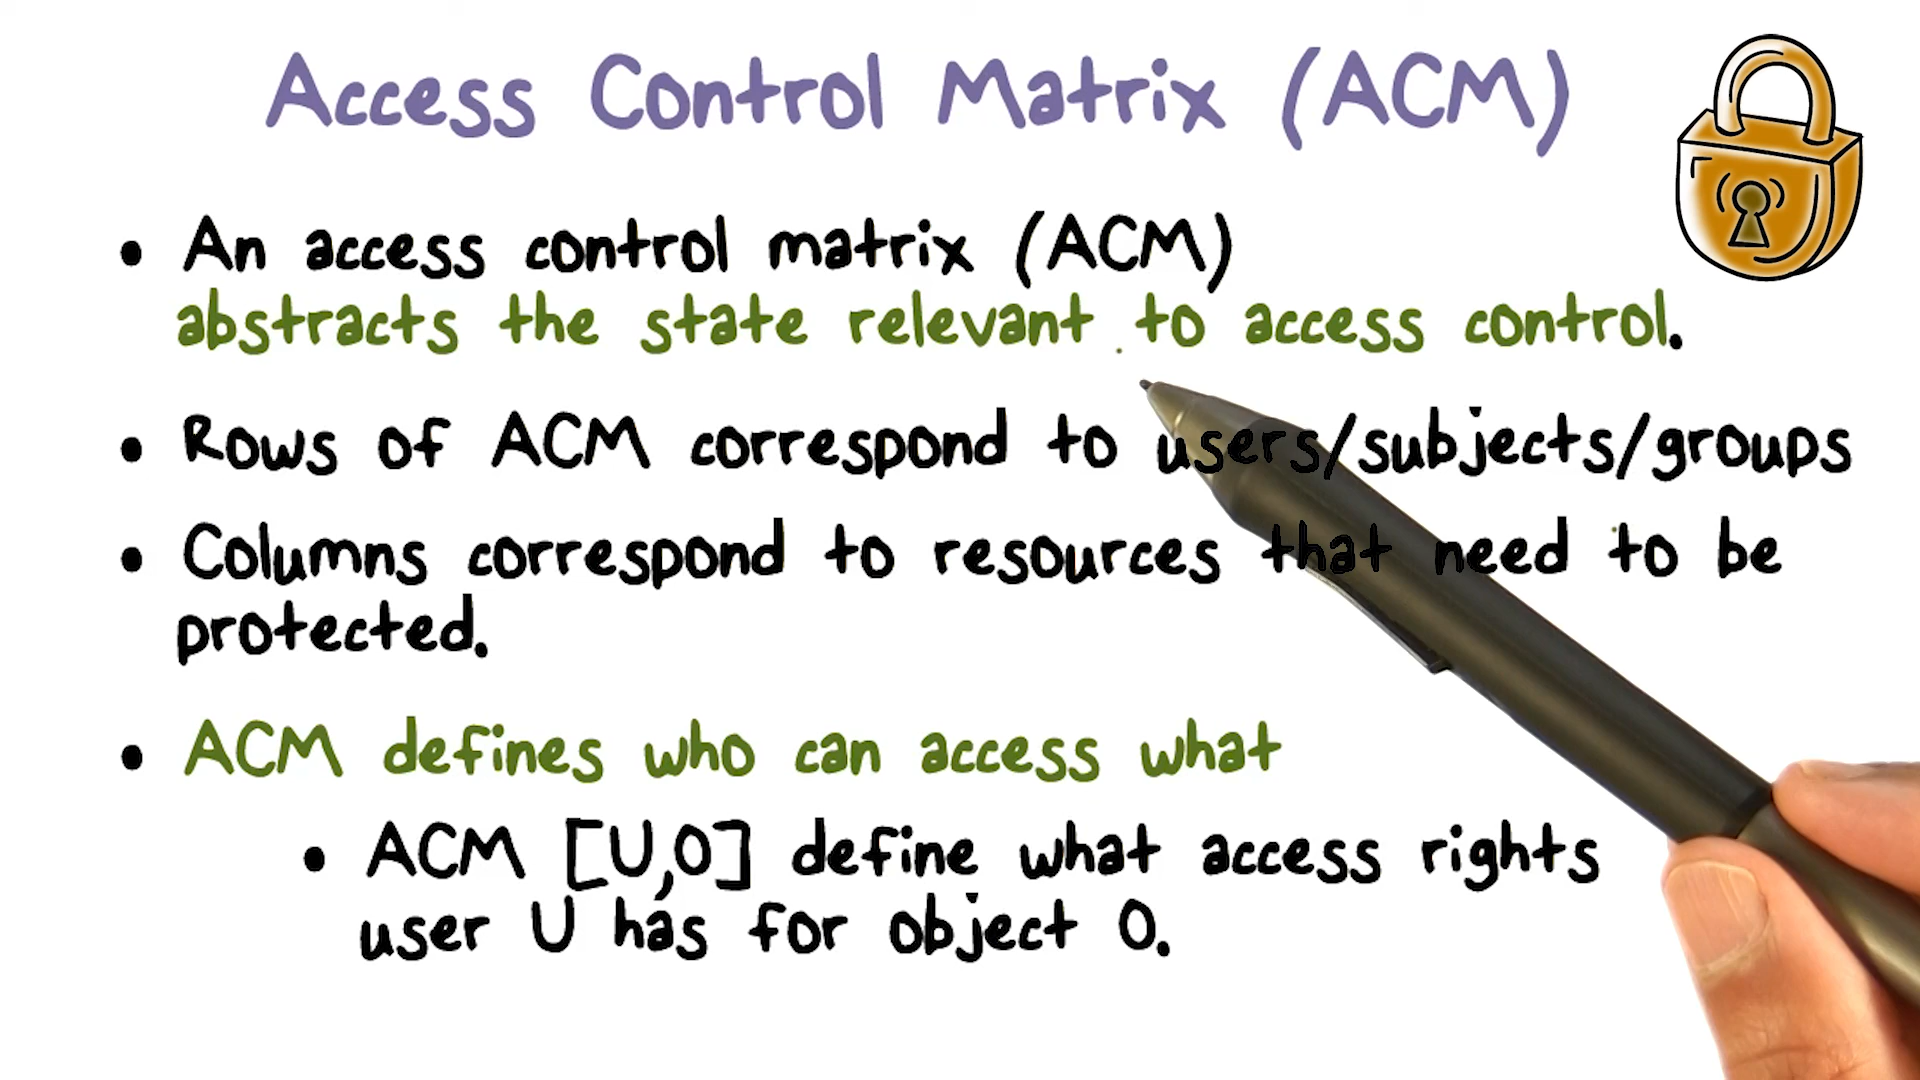 Access Control Matrix (ACM)
• An access control matrix (ACM)
abstracts the state relevant to access control.
• Rows of ACM correspond to users/subjects/groups
• Columns correspond to resources that need to be
protected.
• ACM defines who can access what
• ACM [U,O] define what access rights
user U has for object O.